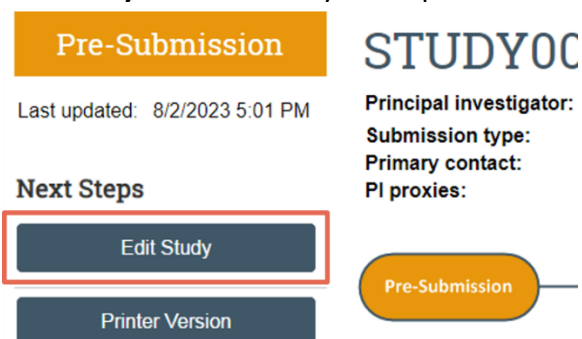 Pre-Submission
Last updated: 8/2/2023 5:01 PM
Next Steps
Edit Study
Printer Version
STUDY00
Principal investigator:
Submission type:
Primary contact:
PI proxies:
Pre-Submission